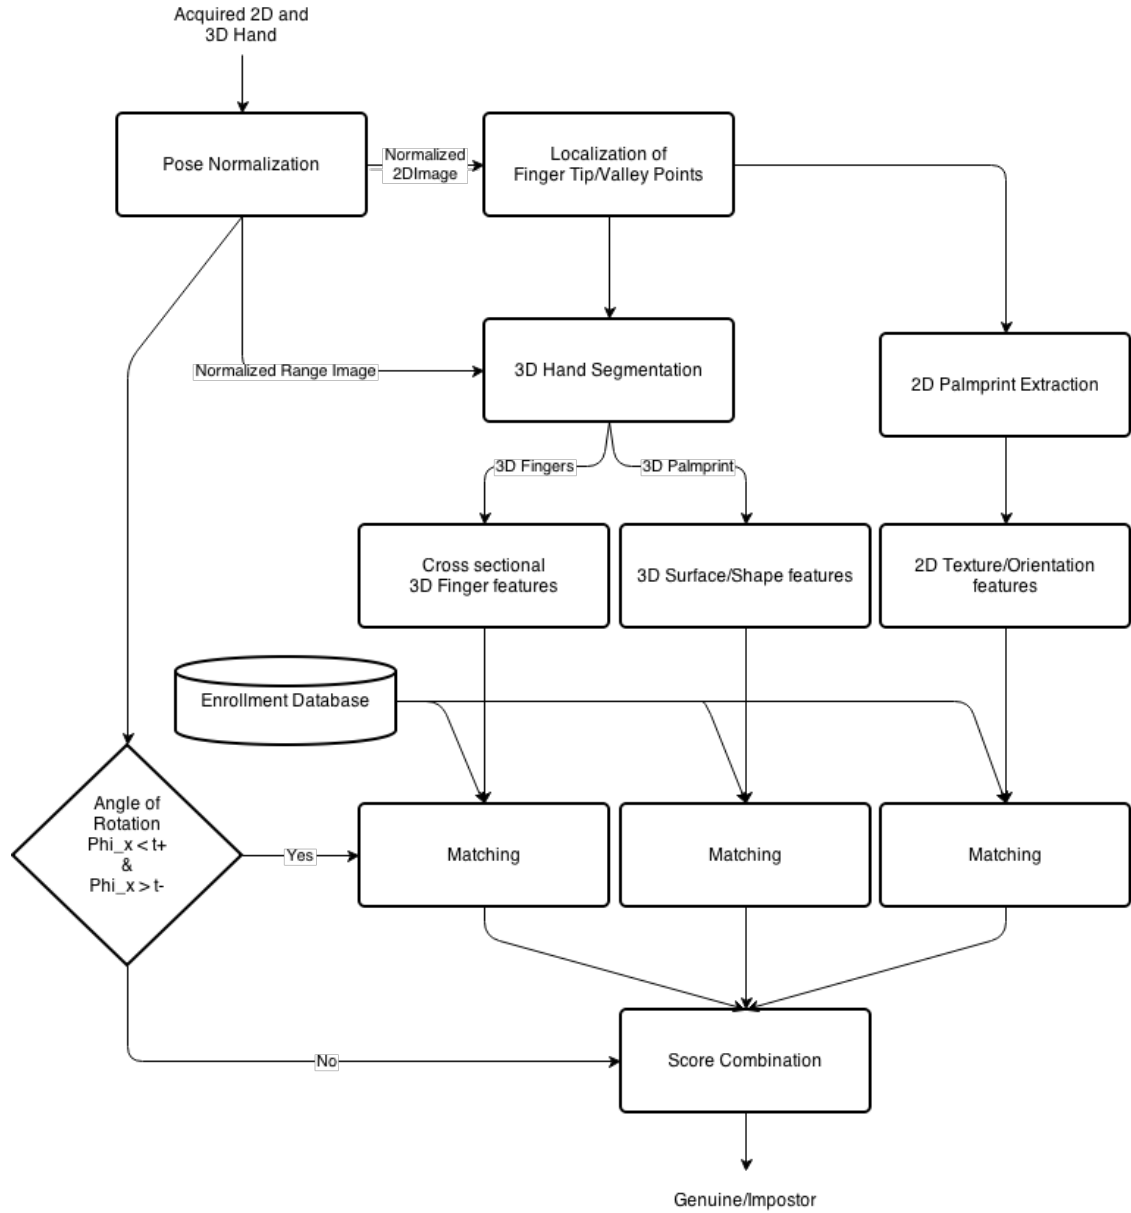 Acquired 2D and
3D Hand
Pose Normalization
Normalized
2DImage
Localization of
Finger Tip/Valley Points
Normalized Range Image
3D Hand Segmentation
2D Palmprint Extraction
3D Fingers
3D Palmprint
Cross sectional
3D Finger features
3D Surface/Shape features
2D Texture/Orientation
features
Enrollment Database
Angle of
Rotation
Phi_x < t+
&
Phi_x > t-
Yes
Matching
Matching
Matching
No
Score Combination
Genuine/Impostor